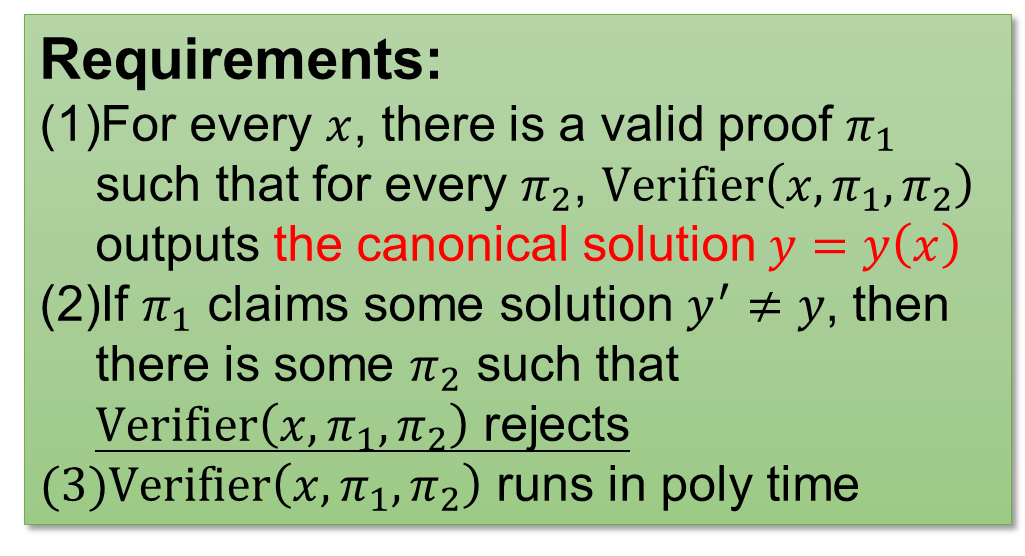 Requirements:
(1)For every 𝑥, there is a valid proof 𝜋₁
such that for every 𝜋₂, Verifier(𝑥, 𝜋₁, 𝜋₂)
outputs the canonical solution 𝑦 = 𝑦(𝑥)
(2)If 𝜋₁ claims some solution 𝑦′ ≠ 𝑦, then
there is some 𝜋₂ such that
Verifier(𝑥, 𝜋₁, 𝜋₂) rejects
(3)Verifier(𝑥, 𝜋₁, 𝜋₂) runs in poly time